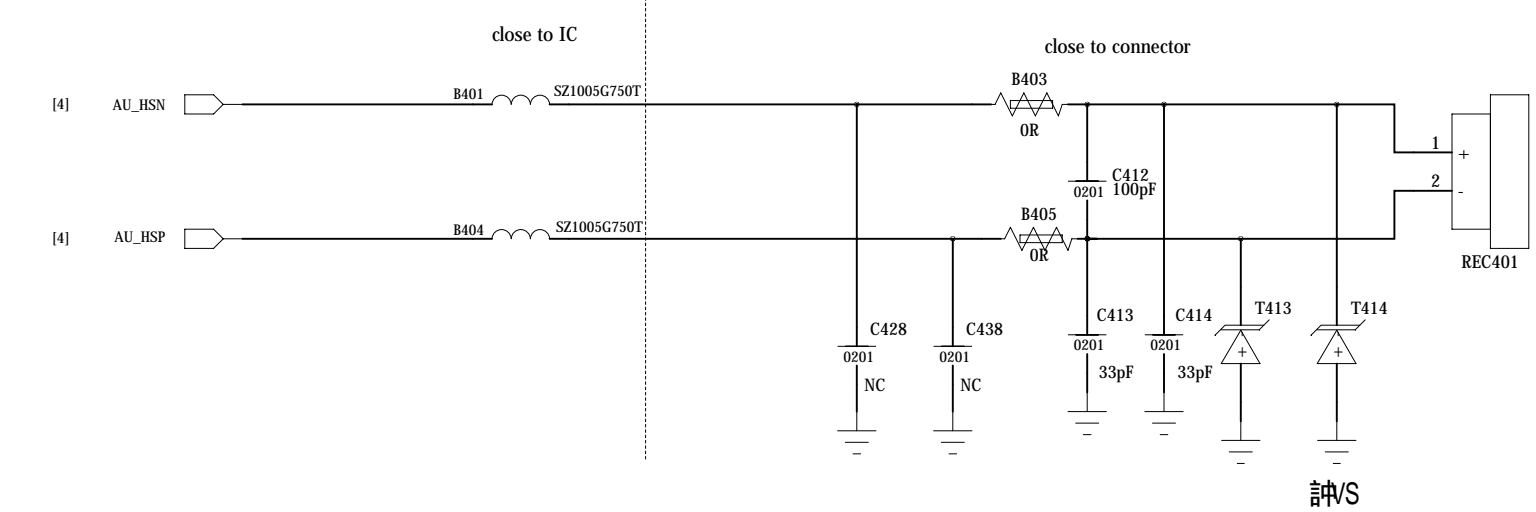 close to IC
close to connector
[4] AU_HSN B401 SZ1005G750T B403
0R
1
+
C412
0201 100pF
2
-
[4] AU_HSP B404 SZ1005G750T B405
0R
REC401
C428 C438 C413 C414 T413 T414
0201 0201 0201 0201
NC NC 33pF 33pF
+ +
VS